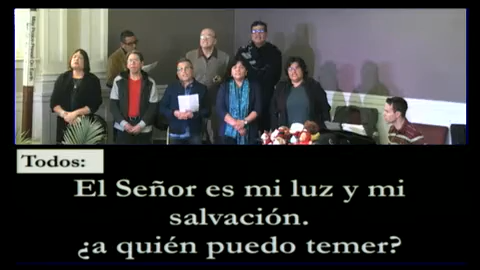 Todos:
El Señor es mi luz y mi
salvación.
¿a quién puedo temer?